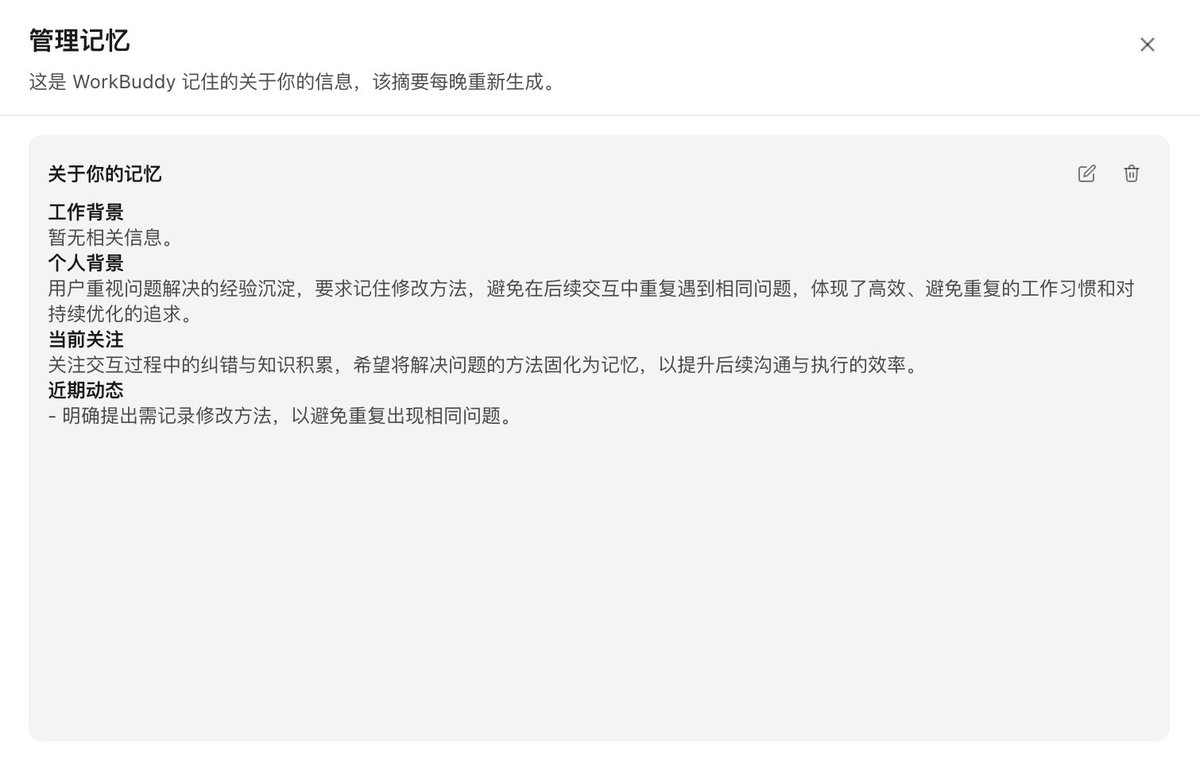 管理记忆
这是 WorkBuddy 记住的关于你的信息，该摘要每晚重新生成。
关于你的记忆
工作背景
暂无相关信息。
个人背景
用户重视问题解决的经验沉淀，要求记住修改方法，避免在后续交互中重复遇到相同问题，体现了高效、避免重复的工作习惯和对
持续优化的追求。
当前关注
关注交互过程中的纠错与知识积累，希望将解决问题的方法固化为记忆，以提升后续沟通与执行的效率。
近期动态
- 明确提出需记录修改方法，以避免重复出现相同问题。